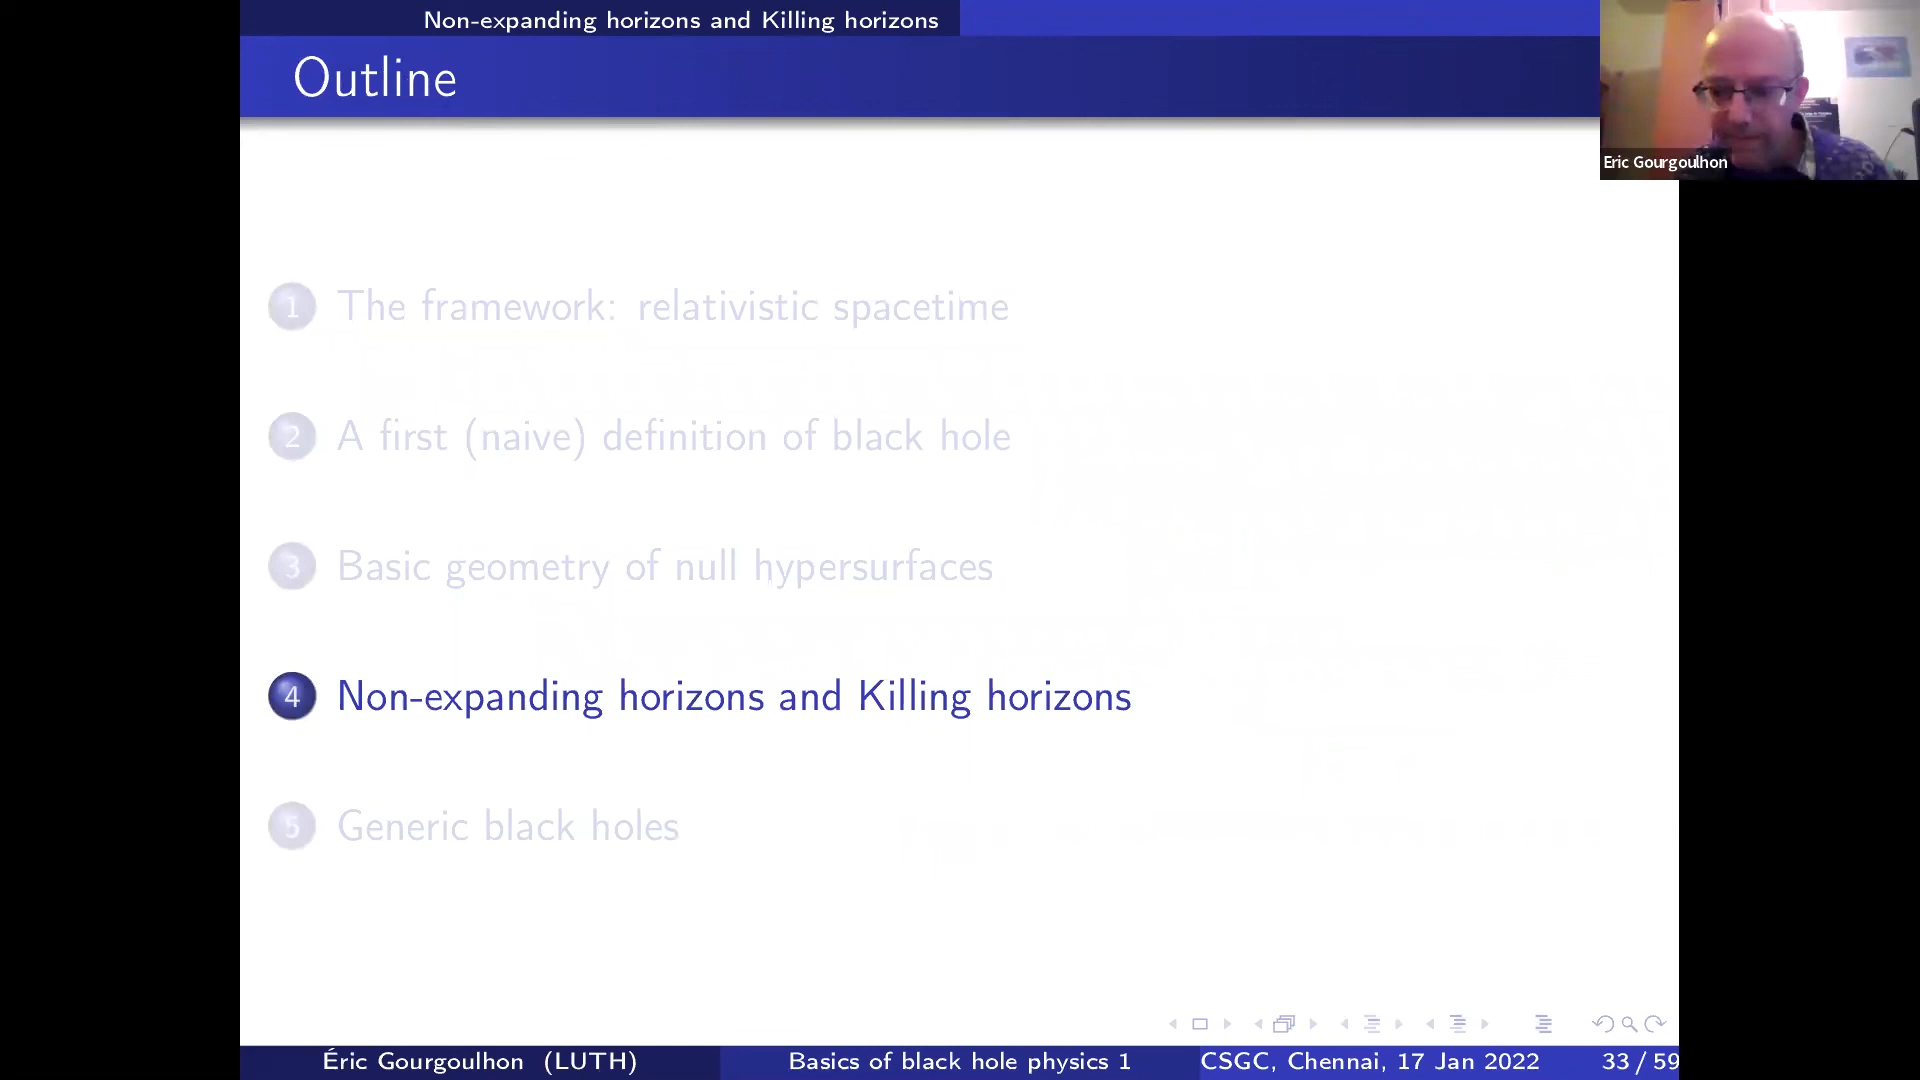 Non-expanding horizons and Killing horizons
Outline
Eric Gourgoulhon
1 The framework: relativistic spacetime
2 A first (naive) definition of black hole
3 Basic geometry of null hypersurfaces
4 Non-expanding horizons and Killing horizons
5 Generic black holes
Éric Gourgoulhon (LUTH) Basics of black hole physics 1 CSGC, Chennai, 17 Jan 2022 33 / 59